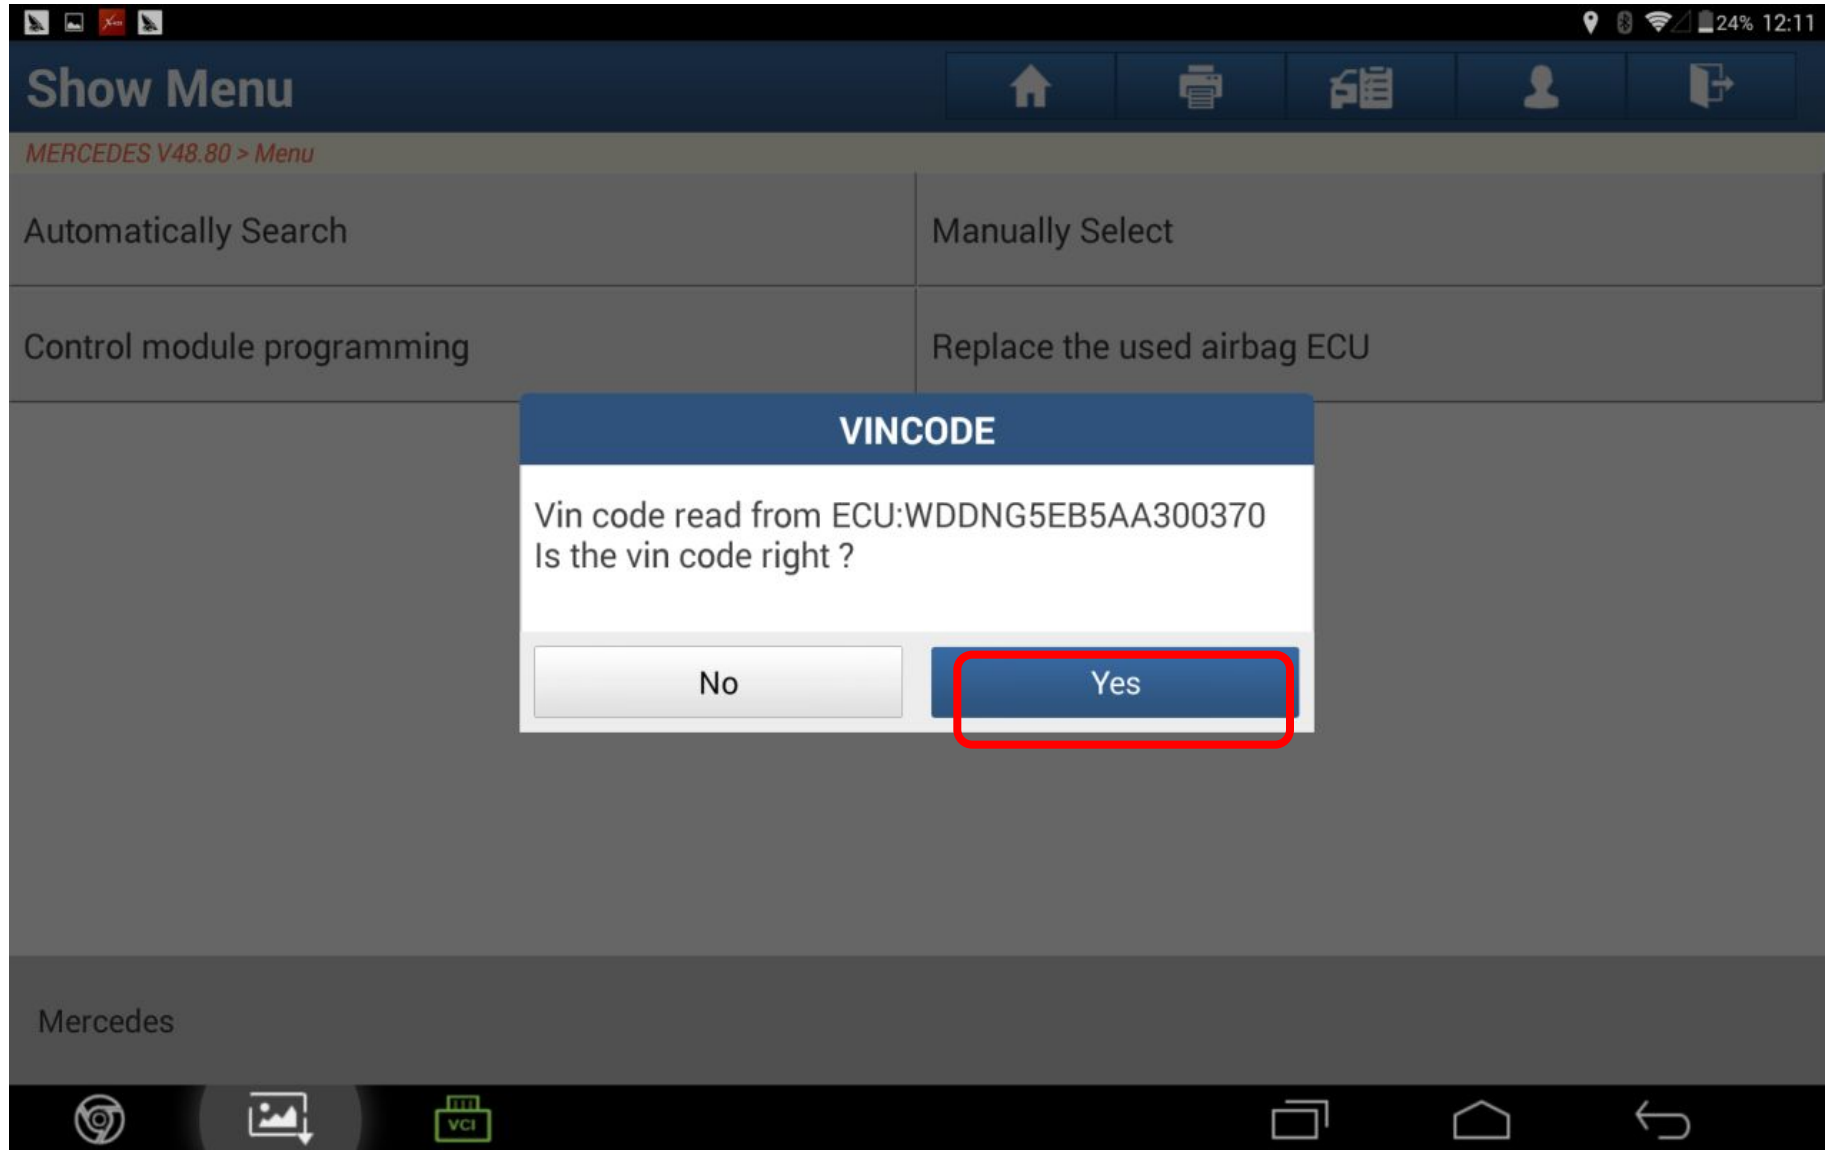 24% 12:11
Show Menu
MERCEDES V48.80 > Menu
Automatically Search
Manually Select
Control module programming
Replace the used airbag ECU
VINCODE
Vin code read from ECU:WDDNG5EB5AA300370
Is the vin code right ?
No
Yes
Mercedes
VCI